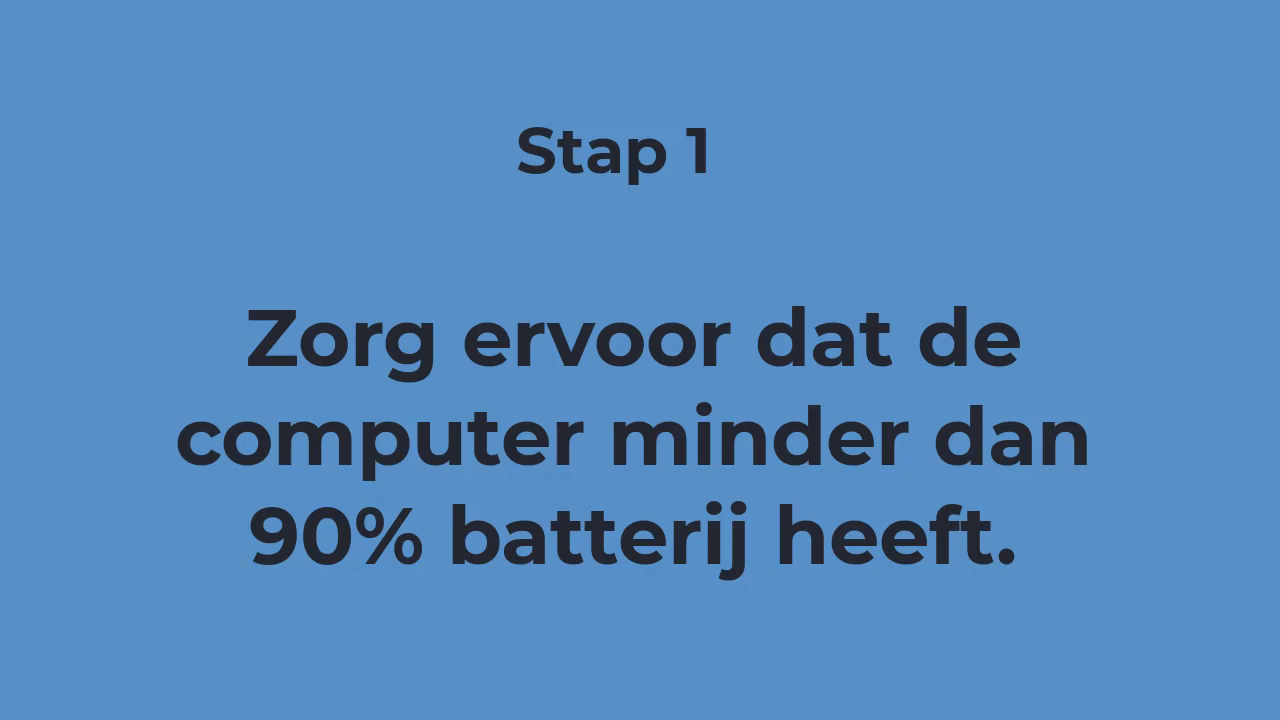 Stap 1
Zorg ervoor dat de
computer minder dan
90% batterij heeft.